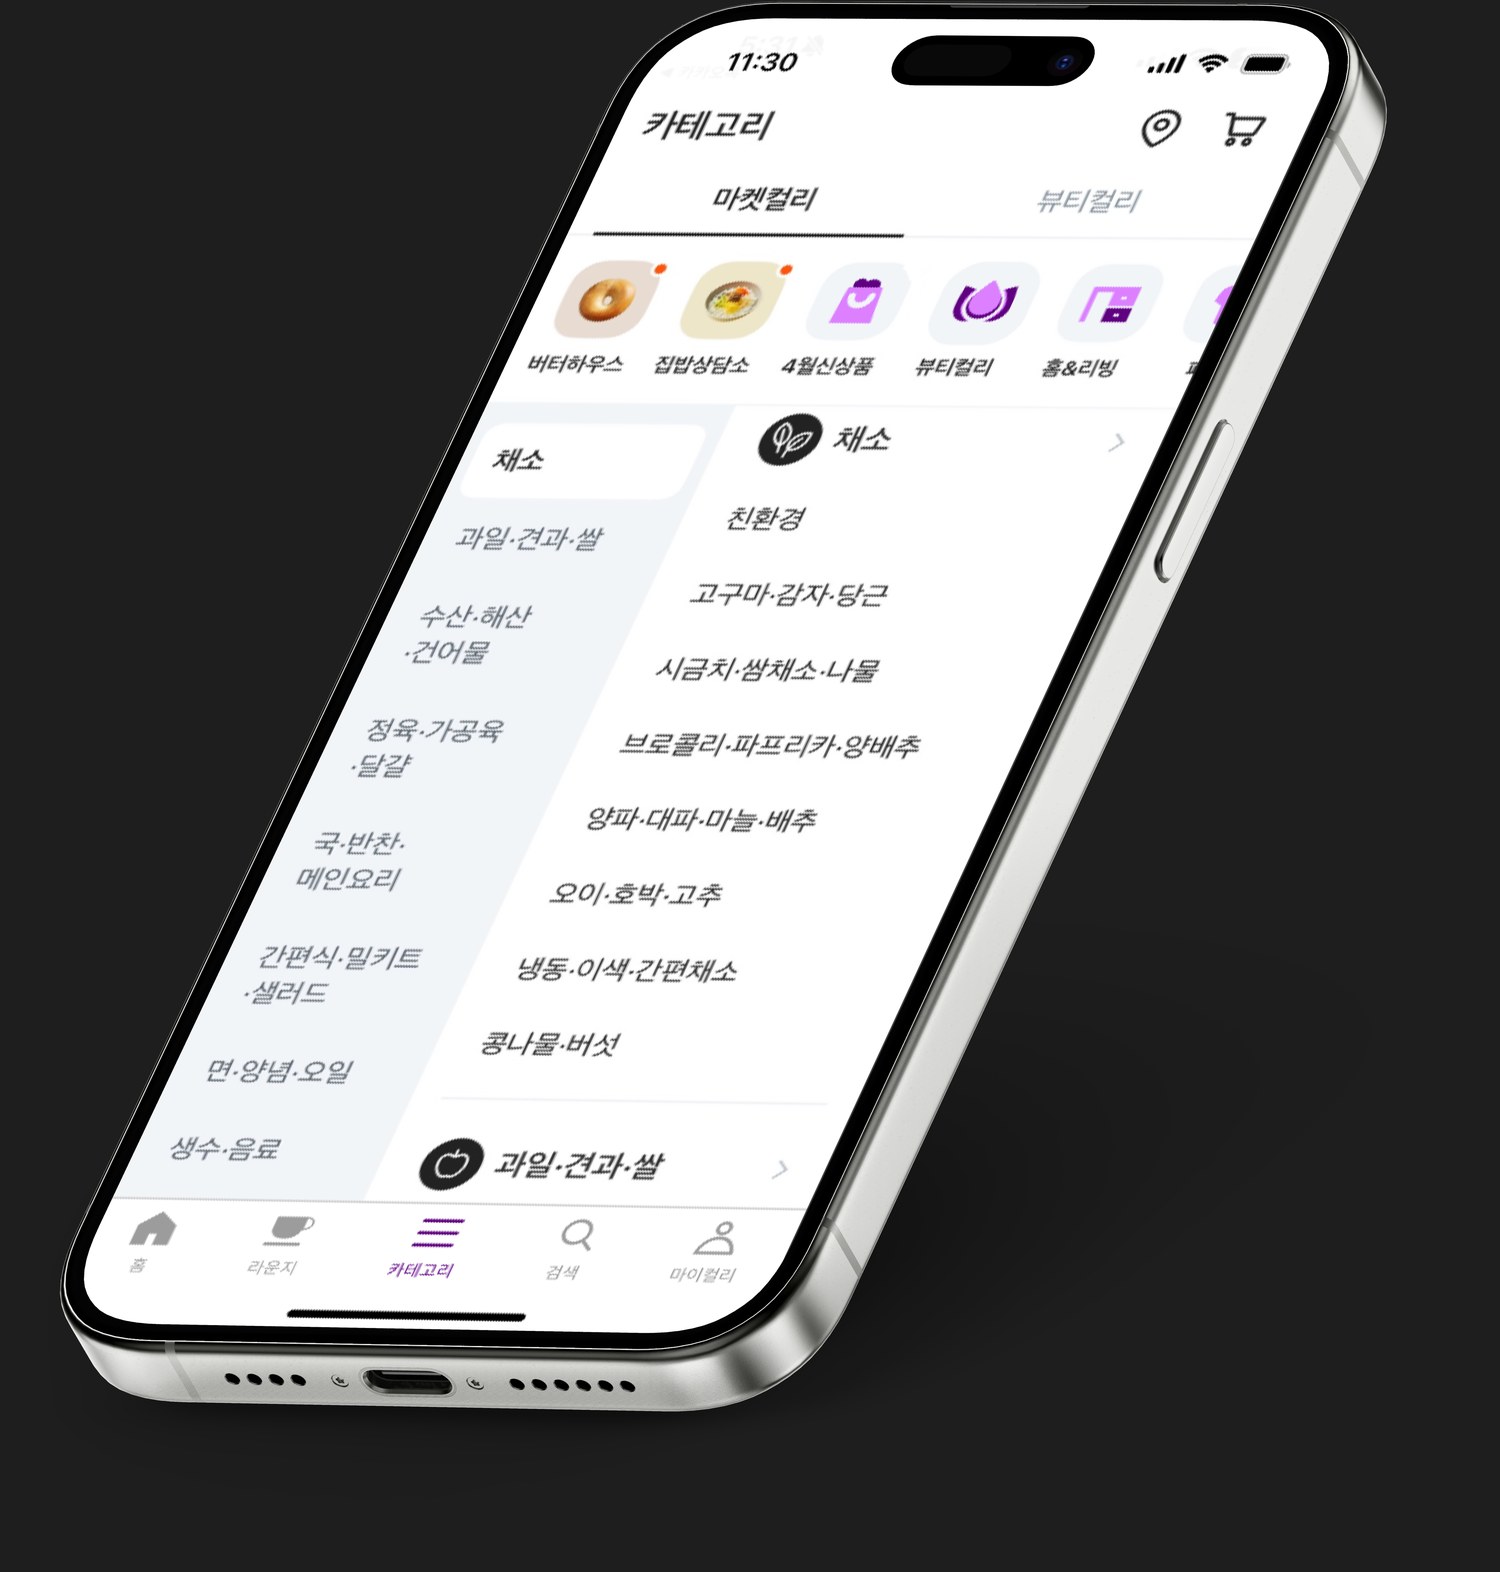 11:30
카테고리
마켓컬리
뷰티컬리
버터하우스
집밥상담소
4월신상품
뷰티컬리
홈&리빙
채소
과일·견과·쌀
수산·해산
·건어물
정육·가공육
·달걀
국·반찬·
메인요리
간편식·밀키트
·샐러드
면·양념·오일
생수·음료
채소
친환경
고구마·감자·당근
시금치·쌈채소·나물
브로콜리·파프리카·양배추
양파·대파·마늘·배추
오이·호박·고추
냉동·이색·간편채소
콩나물·버섯
과일·견과·쌀
홈
라운지
카테고리
검색
마이컬리